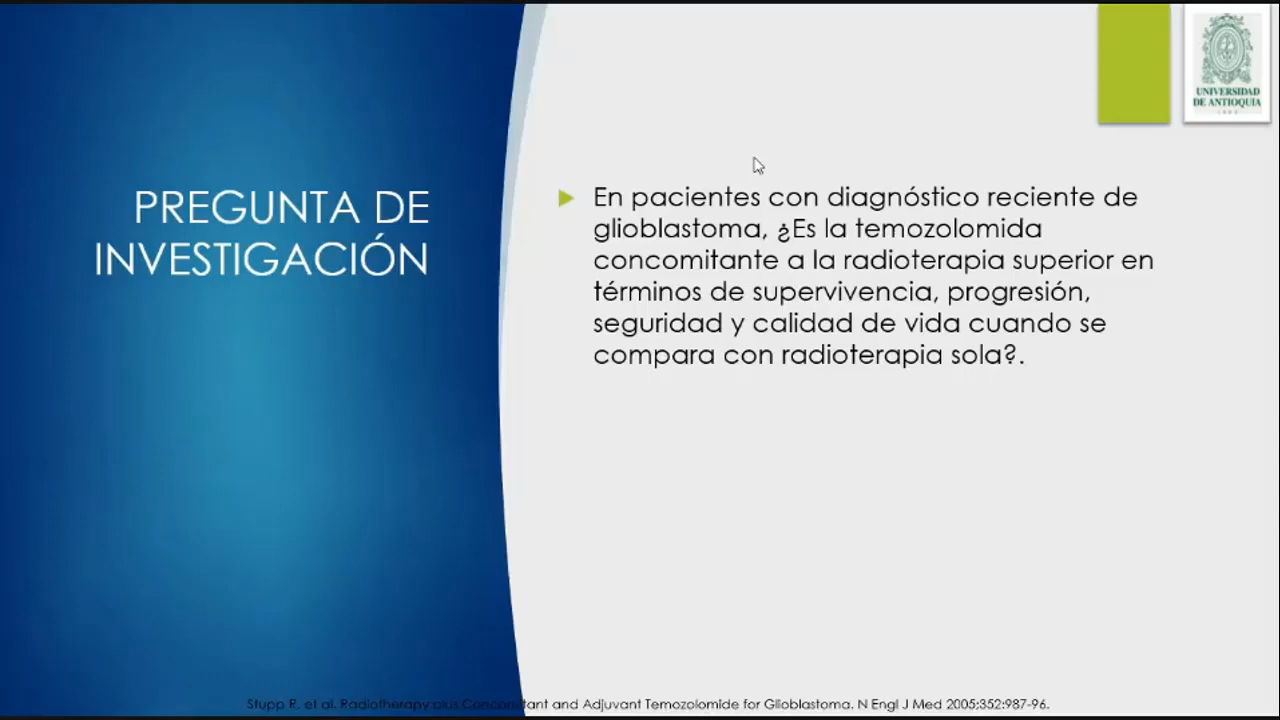 UNIVERSIDAD
DE ANTIOQUIA
PREGUNTA DE
INVESTIGACIÓN
En pacientes con diagnóstico reciente de
glioblastoma, ¿Es la temozolomida
concomitante a la radioterapia superior en
términos de supervivencia, progresión,
seguridad y calidad de vida cuando se
compara con radioterapia sola?.
Stupp R, et al. Radiotherapy plus Concomitant and Adjuvant Temozolomide for Glioblastoma. N Engl J Med 2005;352:987-96.